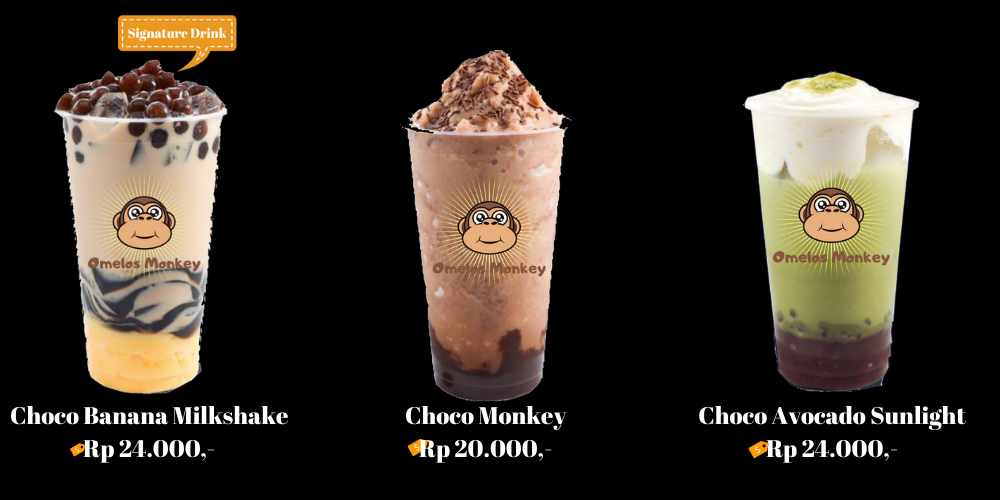 Signature Drink
Omelos Monkey
Omelos Monkey
Omelos Monkey
Choco Banana Milkshake
Rp 24.000,-
Choco Monkey
Rp 20.000,-
Choco Avocado Sunlight
Rp 24.000,-